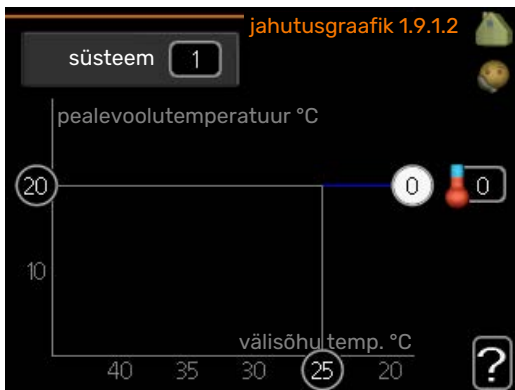 jahutusgraafik 1.9.1.2
süsteem 1
pealevoolutemperatuur °C
20
0
0
10
välisõhu temp. °C
40 35 30 25 20
?